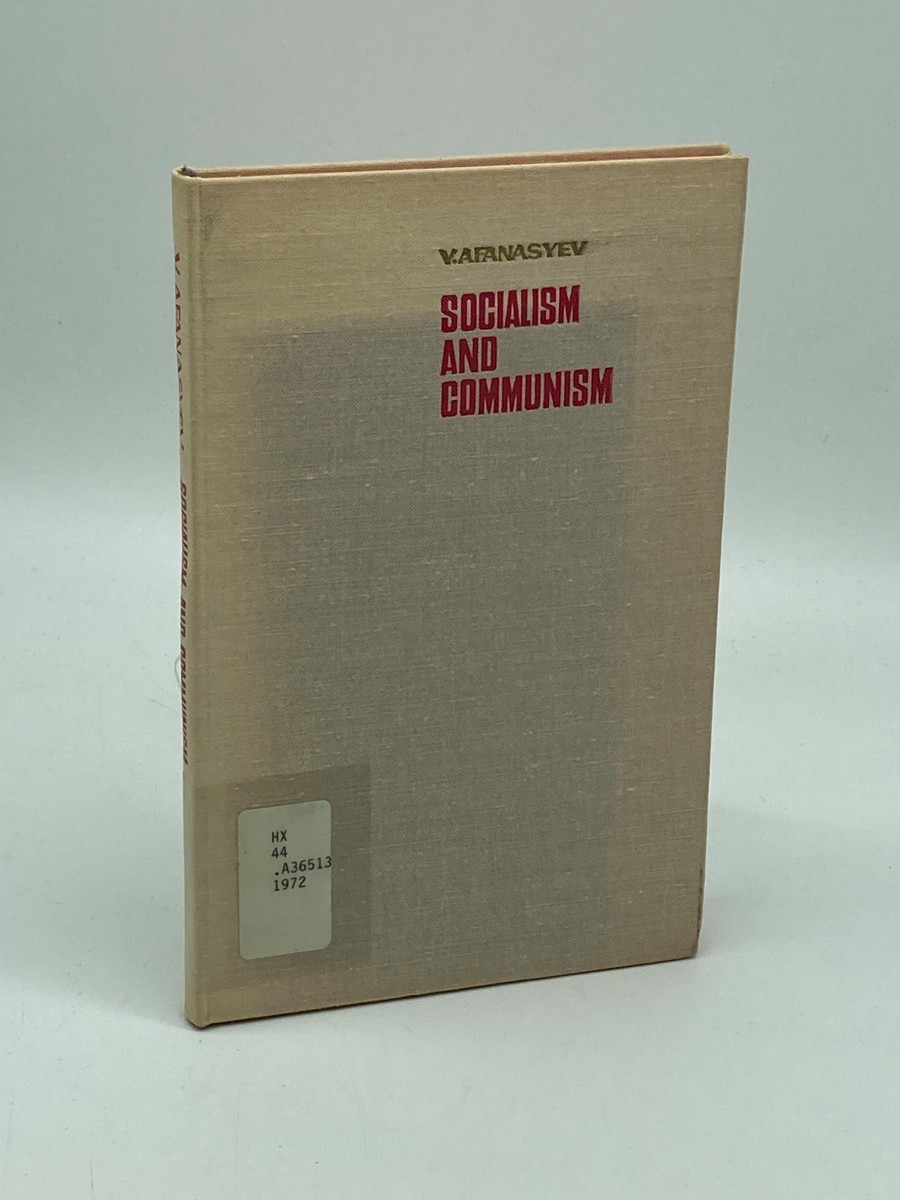 V. AFANASYEV
SOCIALISM
AND
COMMUNISM
V. AFANASYEV SOCIALISM AND COMMUNISM
HX
44
.A36513
1972